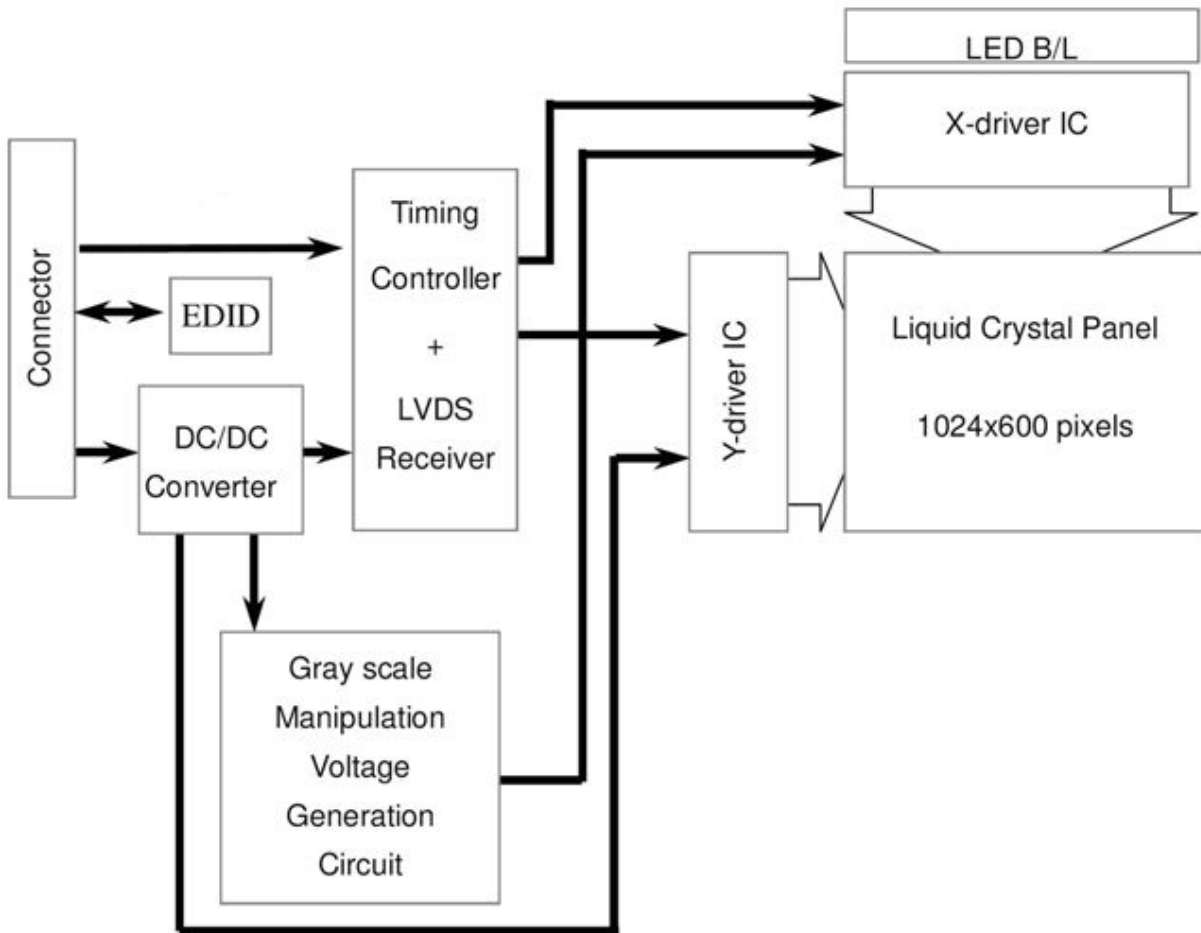 LED B/L
X-driver IC
Connector
Timing
Controller
+
LVDS
Receiver
EDID
DC/DC
Converter
Y-driver IC
Liquid Crystal Panel
1024x600 pixels
Gray scale
Manipulation
Voltage
Generation
Circuit